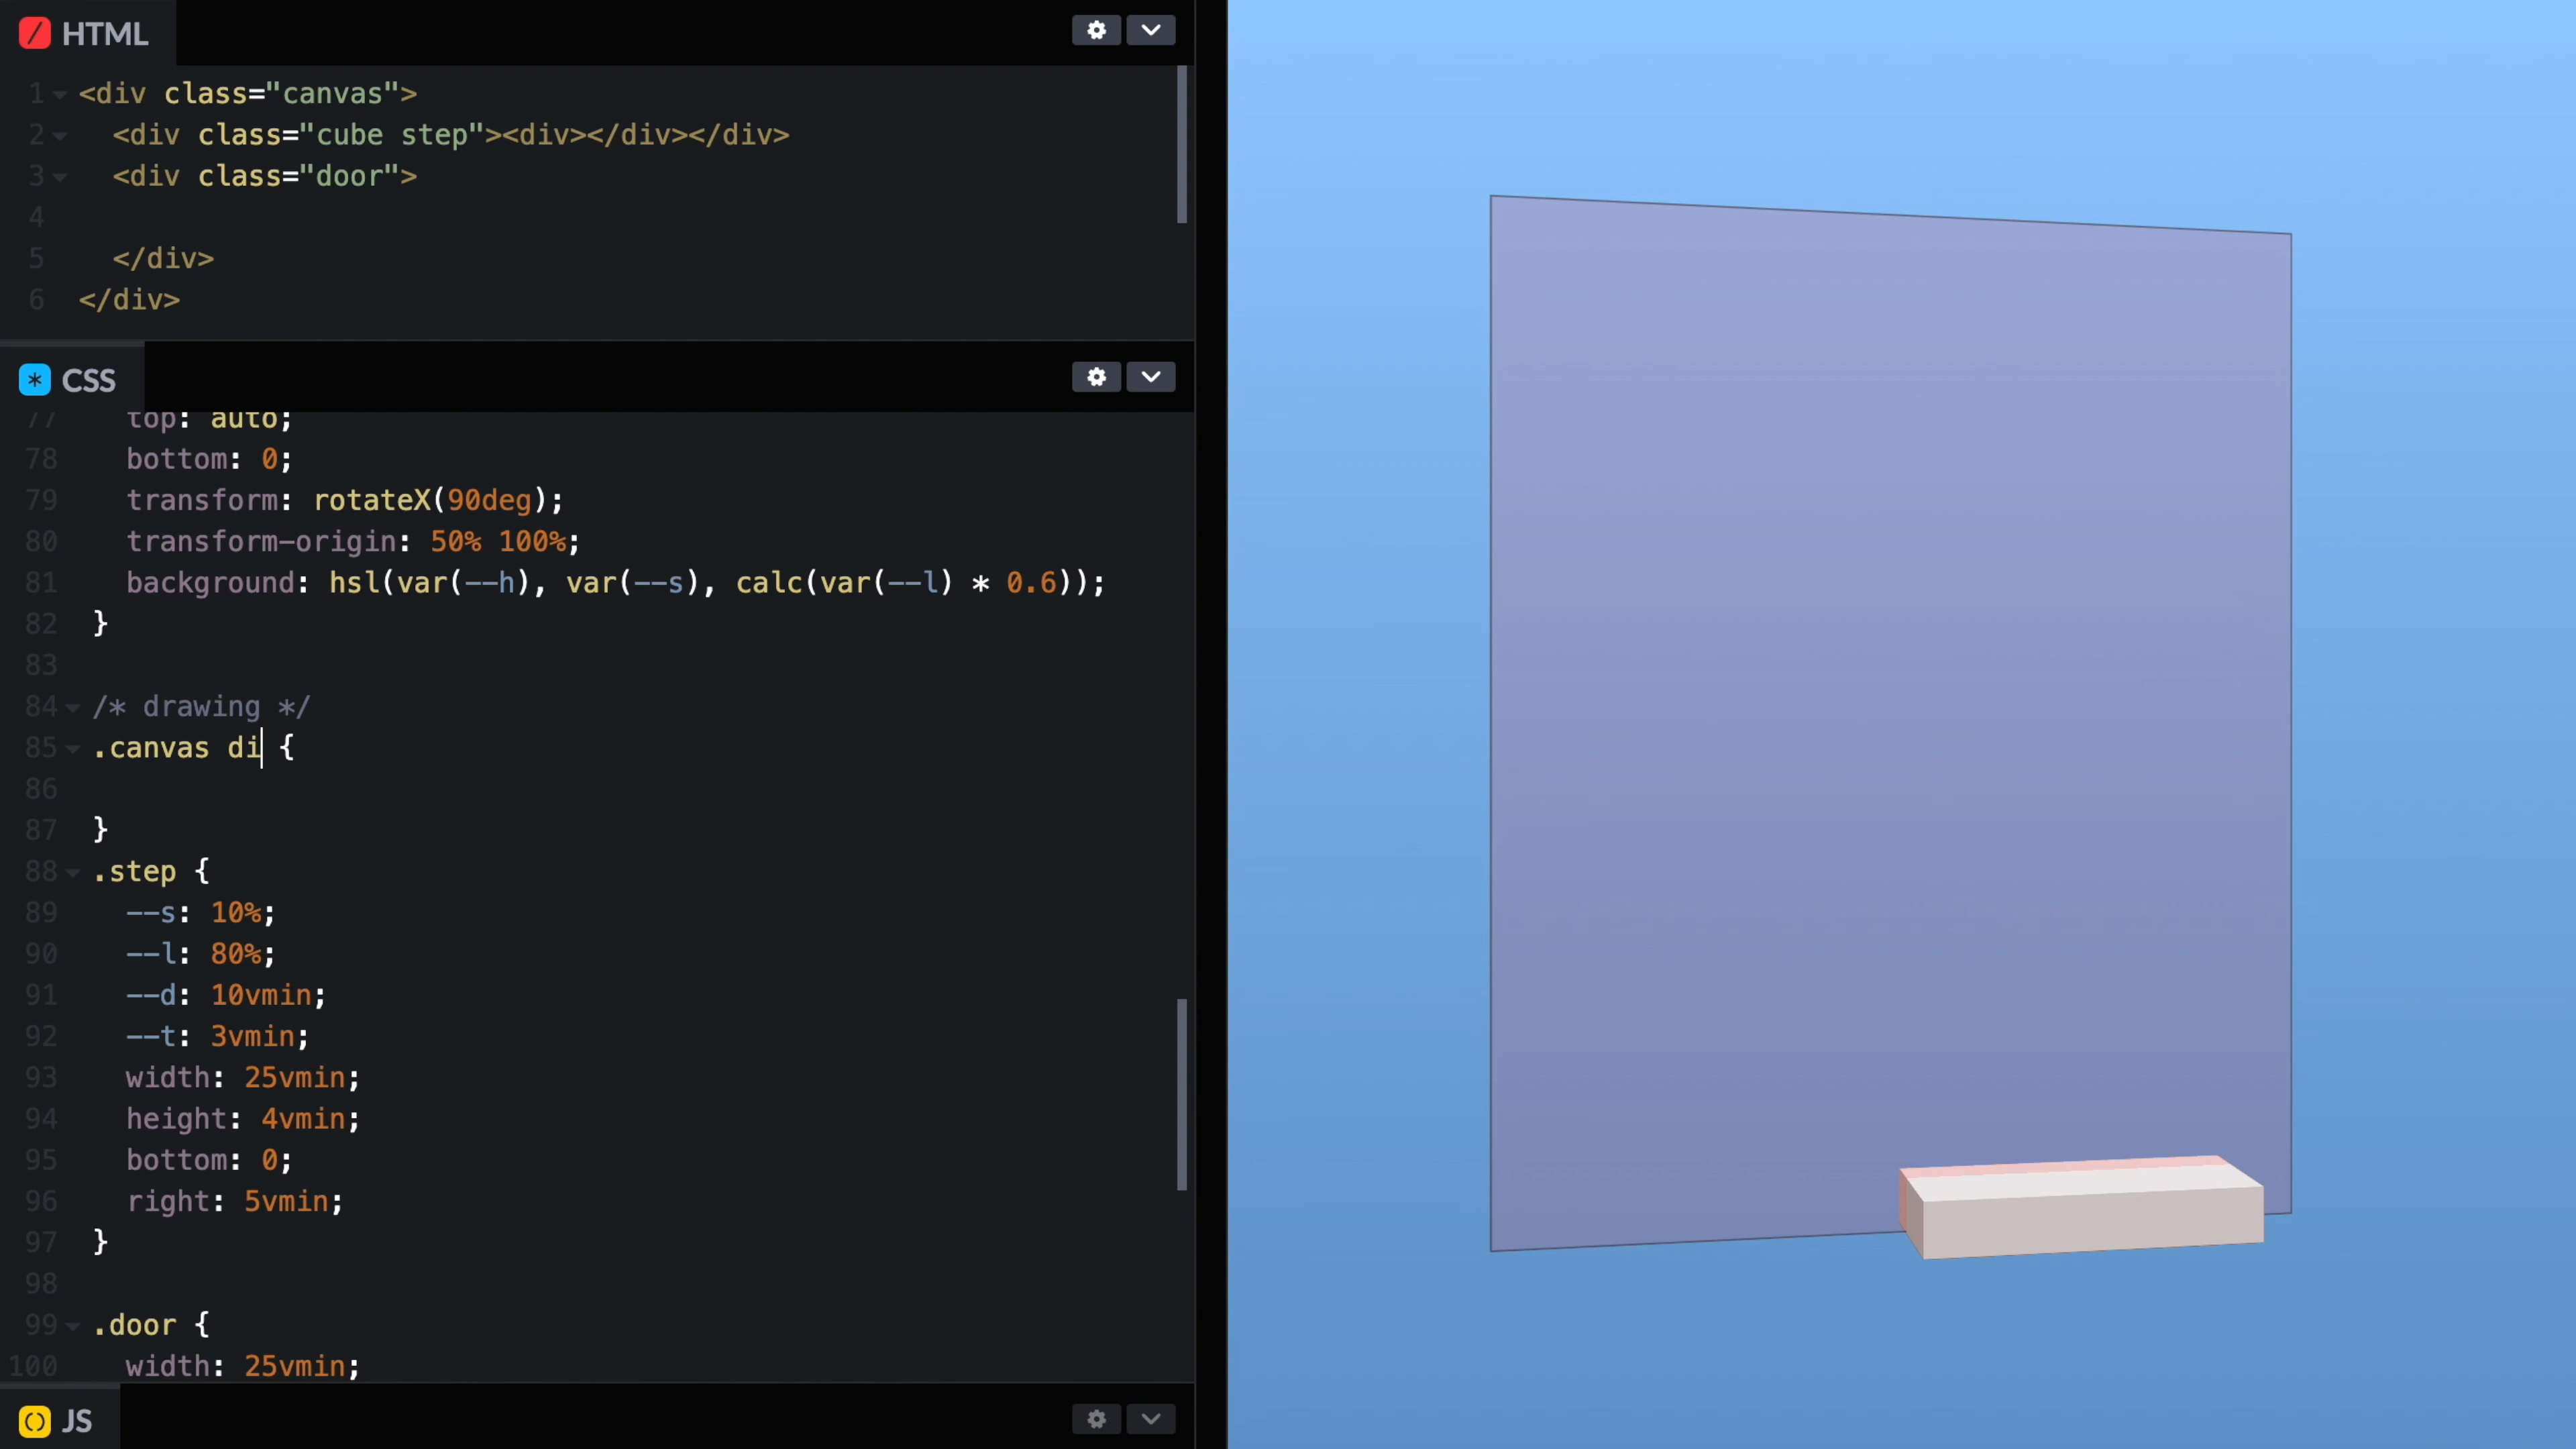 HTML
1 <div class="canvas">
2 <div class="cube step"><div></div></div>
3 <div class="door">
4
5 </div>
6 </div>
CSS
77 top: auto;
78 bottom: 0;
79 transform: rotateX(90deg);
80 transform-origin: 50% 100%;
81 background: hsl(var(--h), var(--s), calc(var(--l) * 0.6));
82 }
83
84 /* drawing */
85 .canvas di {
86
87 }
88 .step {
89 --s: 10%;
90 --l: 80%;
91 --d: 10vmin;
92 --t: 3vmin;
93 width: 25vmin;
94 height: 4vmin;
95 bottom: 0;
96 right: 5vmin;
97 }
98
99 .door {
100 width: 25vmin;
JS